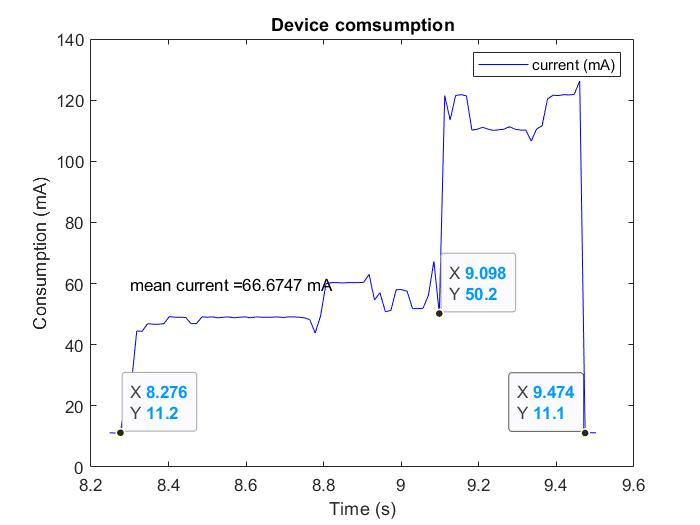 Device comsumption
current (mA)
Consumption (mA)
140
120
100
80
60
40
20
0
mean current =66.6747 mA
X 9.098
Y 50.2
X 8.276
Y 11.2
X 9.474
Y 11.1
8.2 8.4 8.6 8.8 9 9.2 9.4 9.6
Time (s)